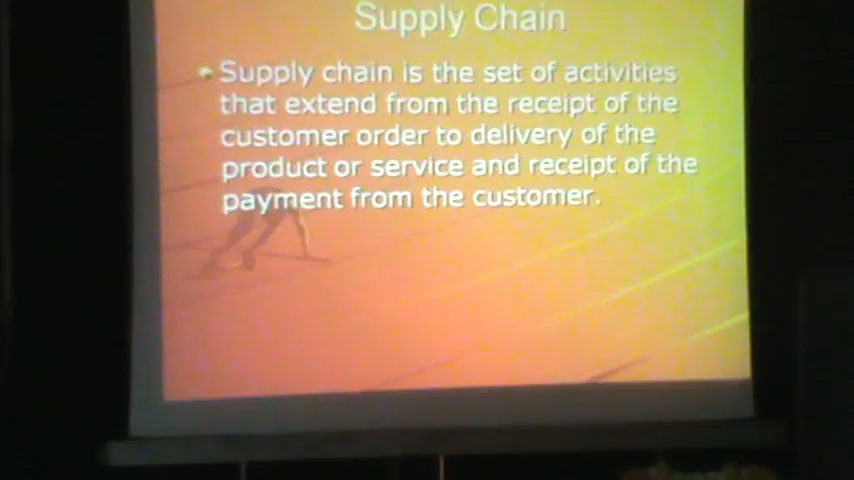 Supply Chain
Supply chain is the set of activities
that extend from the receipt of the
customer order to delivery of the
product or service and receipt of the
payment from the customer.